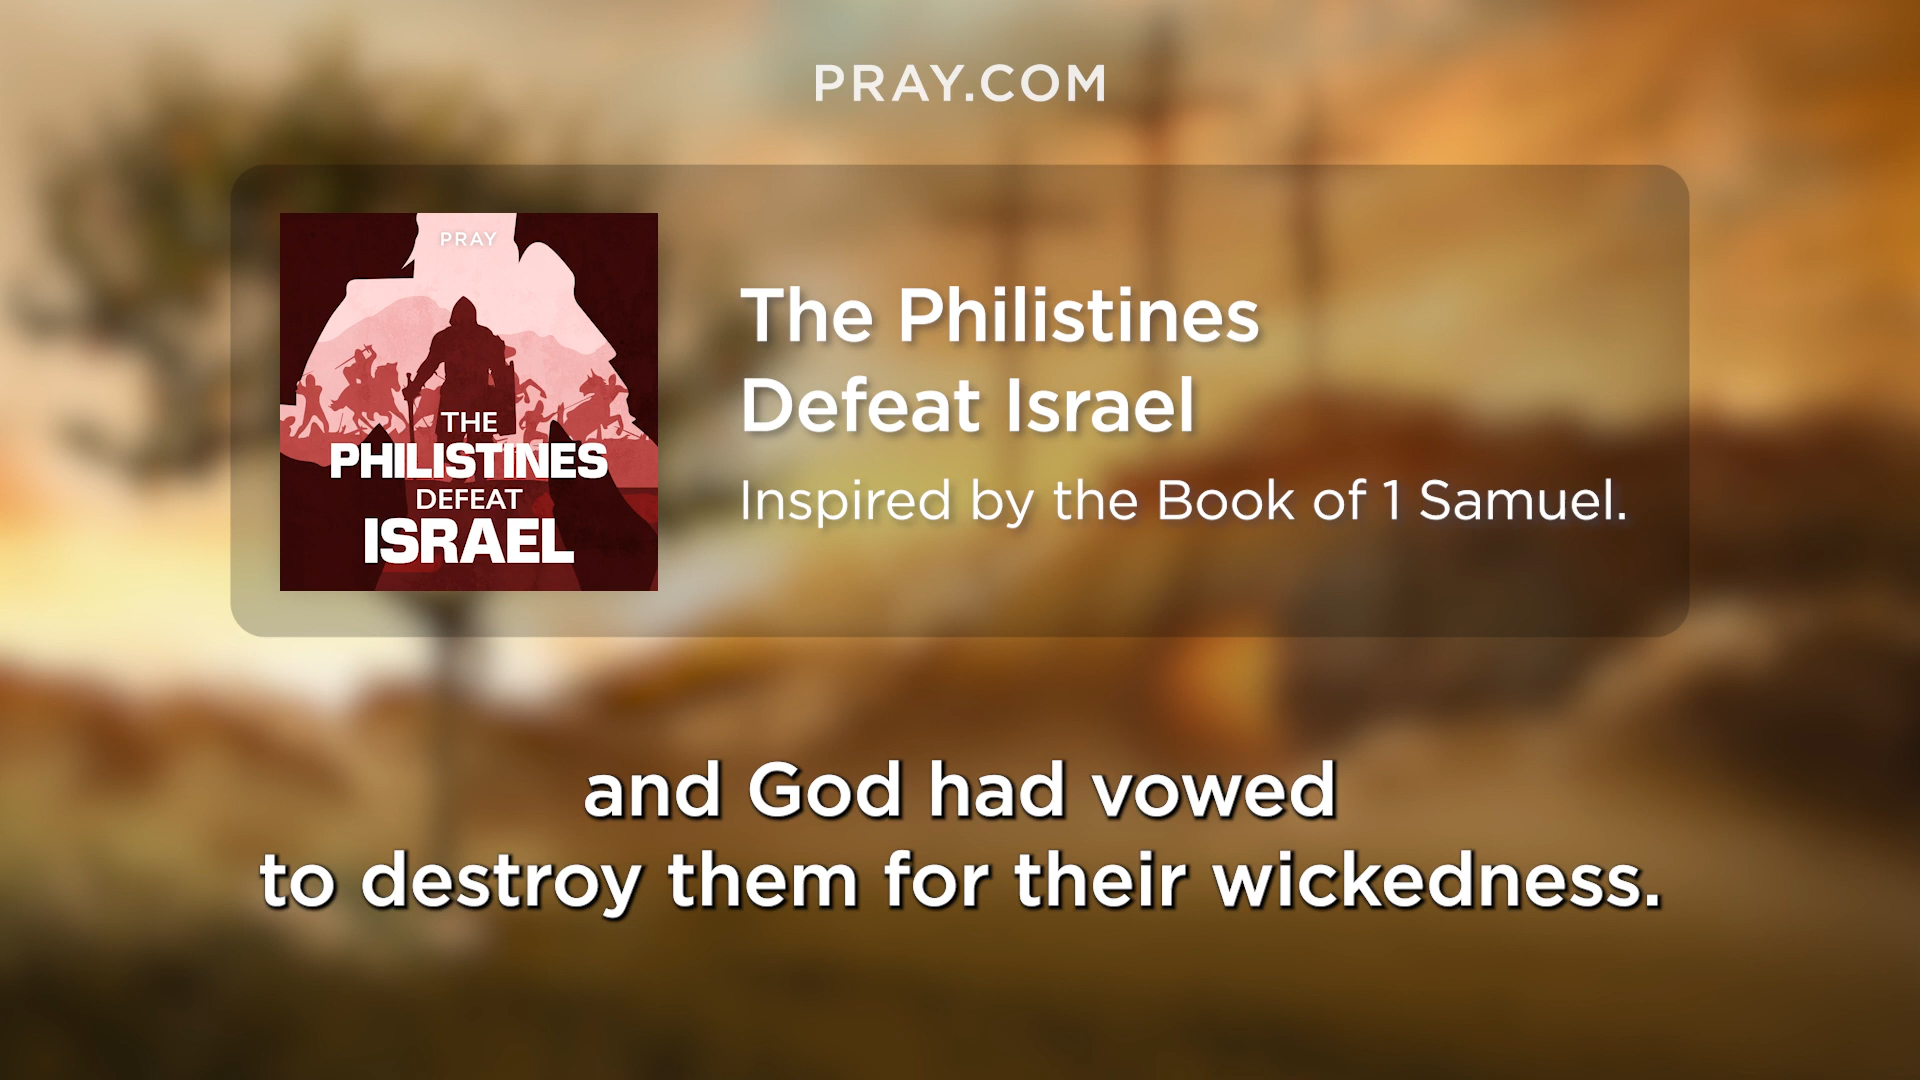 PRAY.COM
PRAY
THE
PHILISTINES
DEFEAT
ISRAEL
The Philistines
Defeat Israel
Inspired by the Book of 1 Samuel.
and God had vowed
to destroy them for their wickedness.